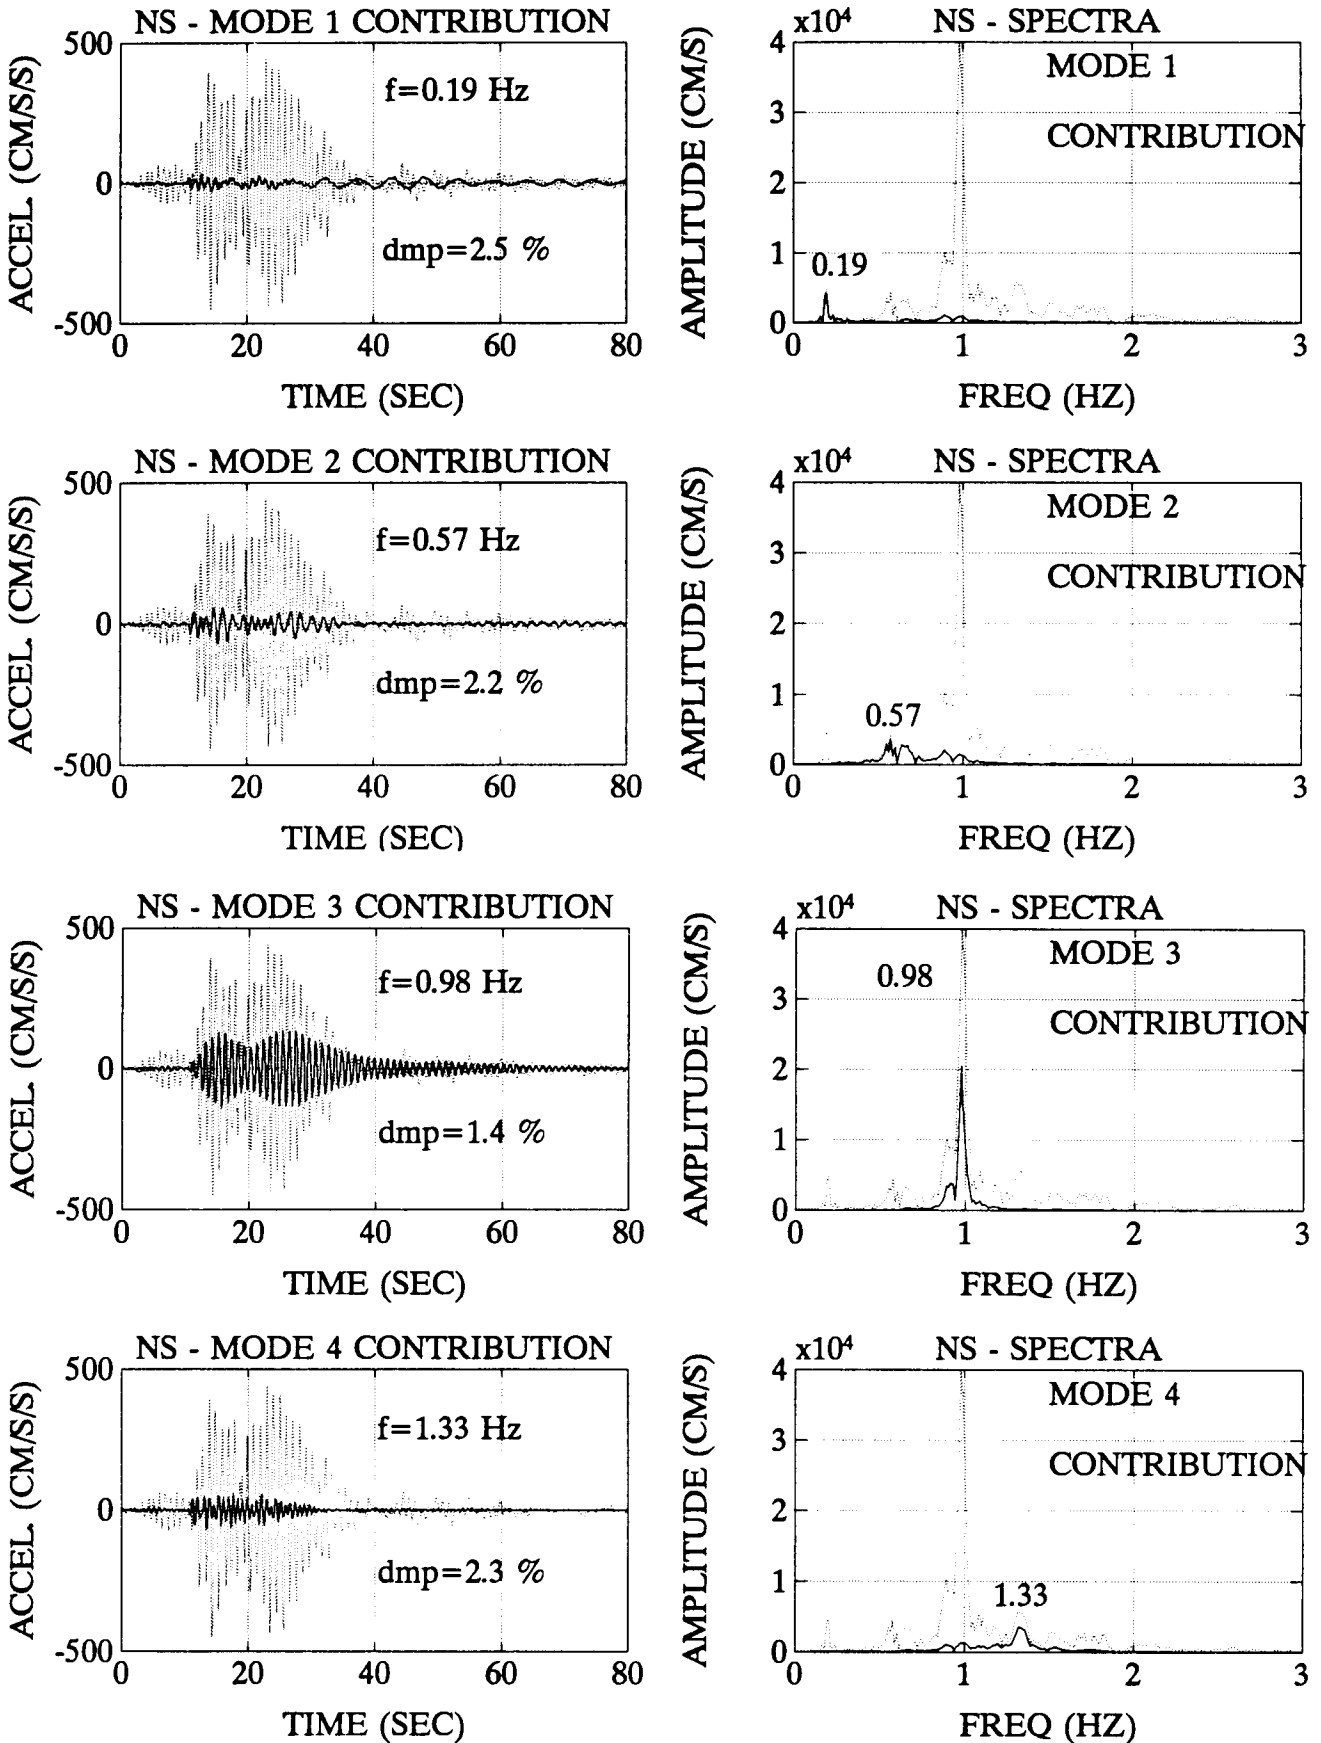 NS - MODE 1 CONTRIBUTION
500
f=0.19 Hz
0
dmp=2.5 %
-500
0 20 40 60 80
ACCEL. (CM/S/S)
TIME (SEC)
x10⁴ NS - SPECTRA
4
MODE 1
3
CONTRIBUTION
2
1
0.19
0
0 1 2 3
AMPLITUDE (CM/S)
FREQ (HZ)
NS - MODE 2 CONTRIBUTION
500
f=0.57 Hz
0
dmp=2.2 %
-500
0 20 40 60 80
ACCEL. (CM/S/S)
TIME (SEC)
x10⁴ NS - SPECTRA
4
MODE 2
3
CONTRIBUTION
2
1
0.57
0
0 1 2 3
AMPLITUDE (CM/S)
FREQ (HZ)
NS - MODE 3 CONTRIBUTION
500
f=0.98 Hz
0
dmp=1.4 %
-500
0 20 40 60 80
ACCEL. (CM/S/S)
TIME (SEC)
x10⁴ NS - SPECTRA
4
MODE 3
0.98
3
CONTRIBUTION
2
1
0
0 1 2 3
AMPLITUDE (CM/S)
FREQ (HZ)
NS - MODE 4 CONTRIBUTION
500
f=1.33 Hz
0
dmp=2.3 %
-500
0 20 40 60 80
ACCEL. (CM/S/S)
TIME (SEC)
x10⁴ NS - SPECTRA
4
MODE 4
3
CONTRIBUTION
2
1
1.33
0
0 1 2 3
AMPLITUDE (CM/S)
FREQ (HZ)